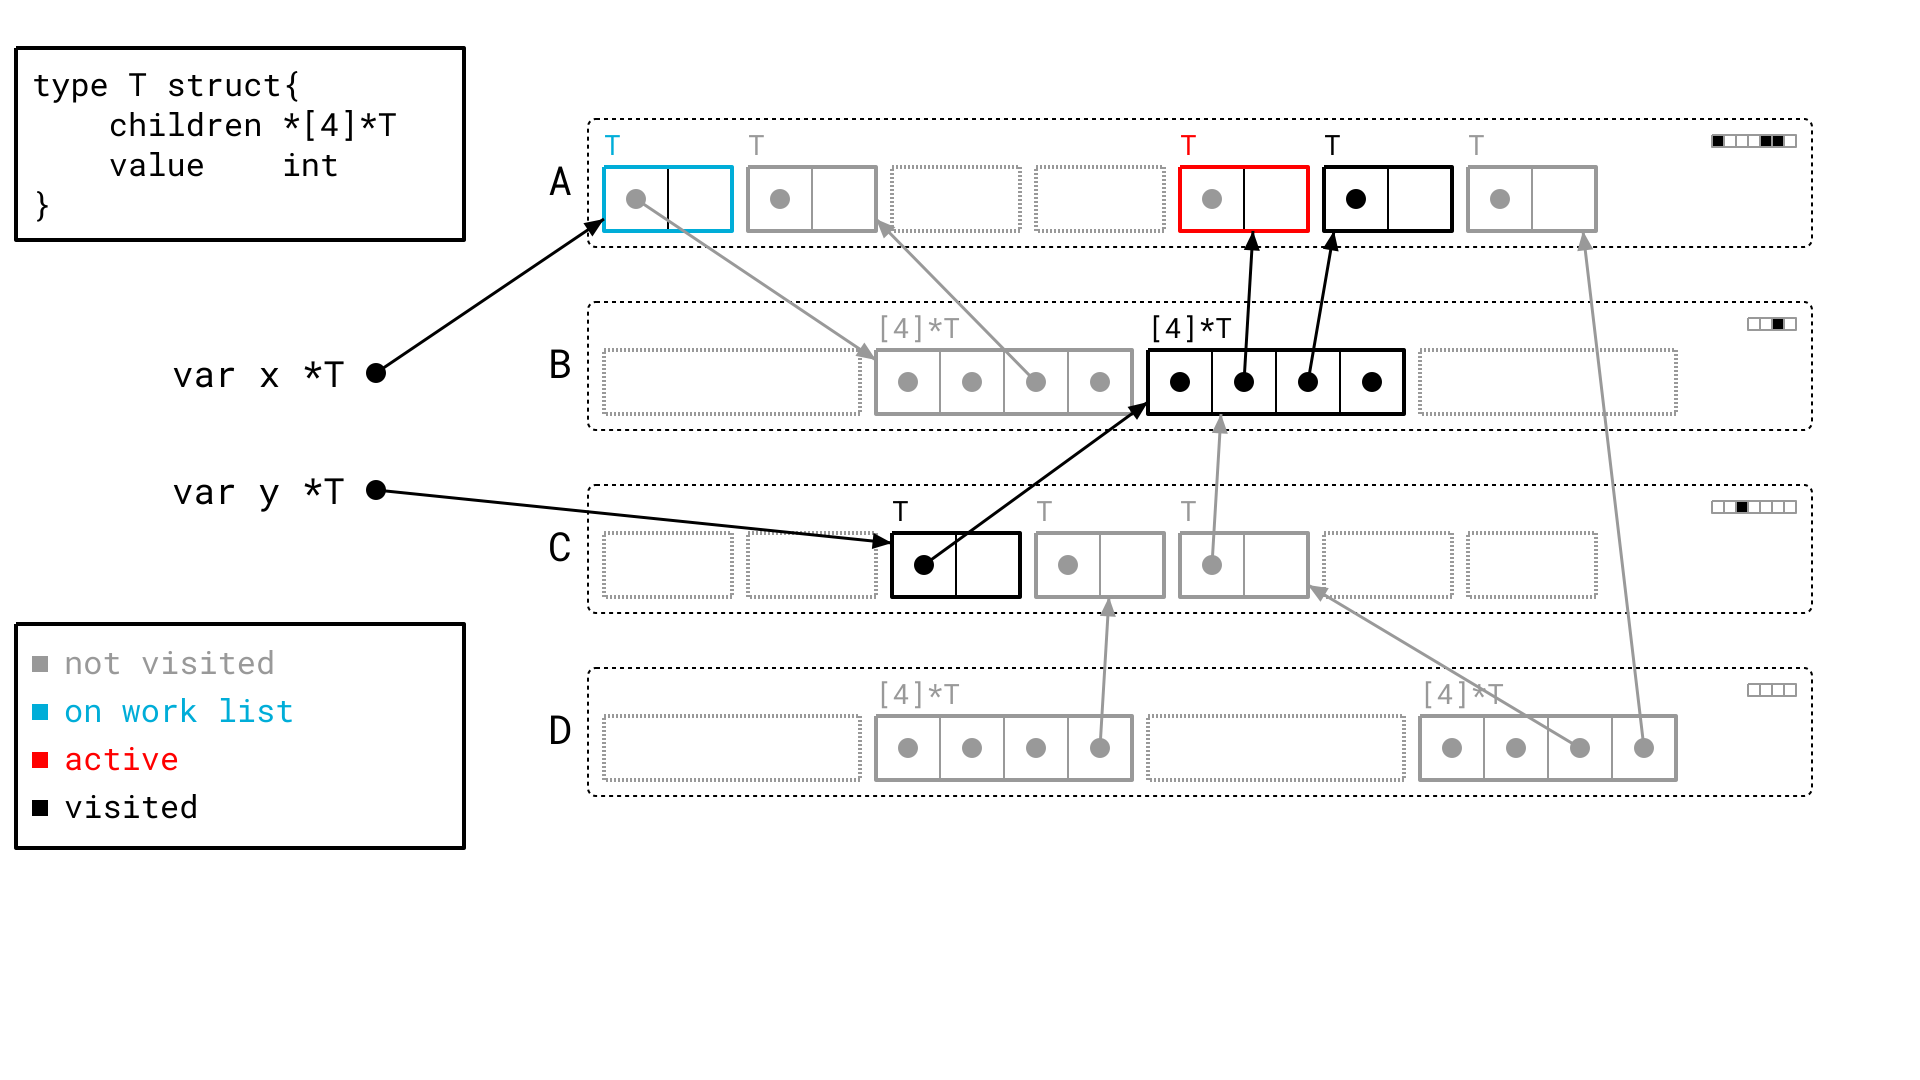 type T struct{
    children *[4]*T
    value    int
}
A
T
T
T
T
T
B
[4]*T
[4]*T
var x *T
var y *T
C
T
T
T
D
[4]*T
[4]*T
not visited
on work list
active
visited